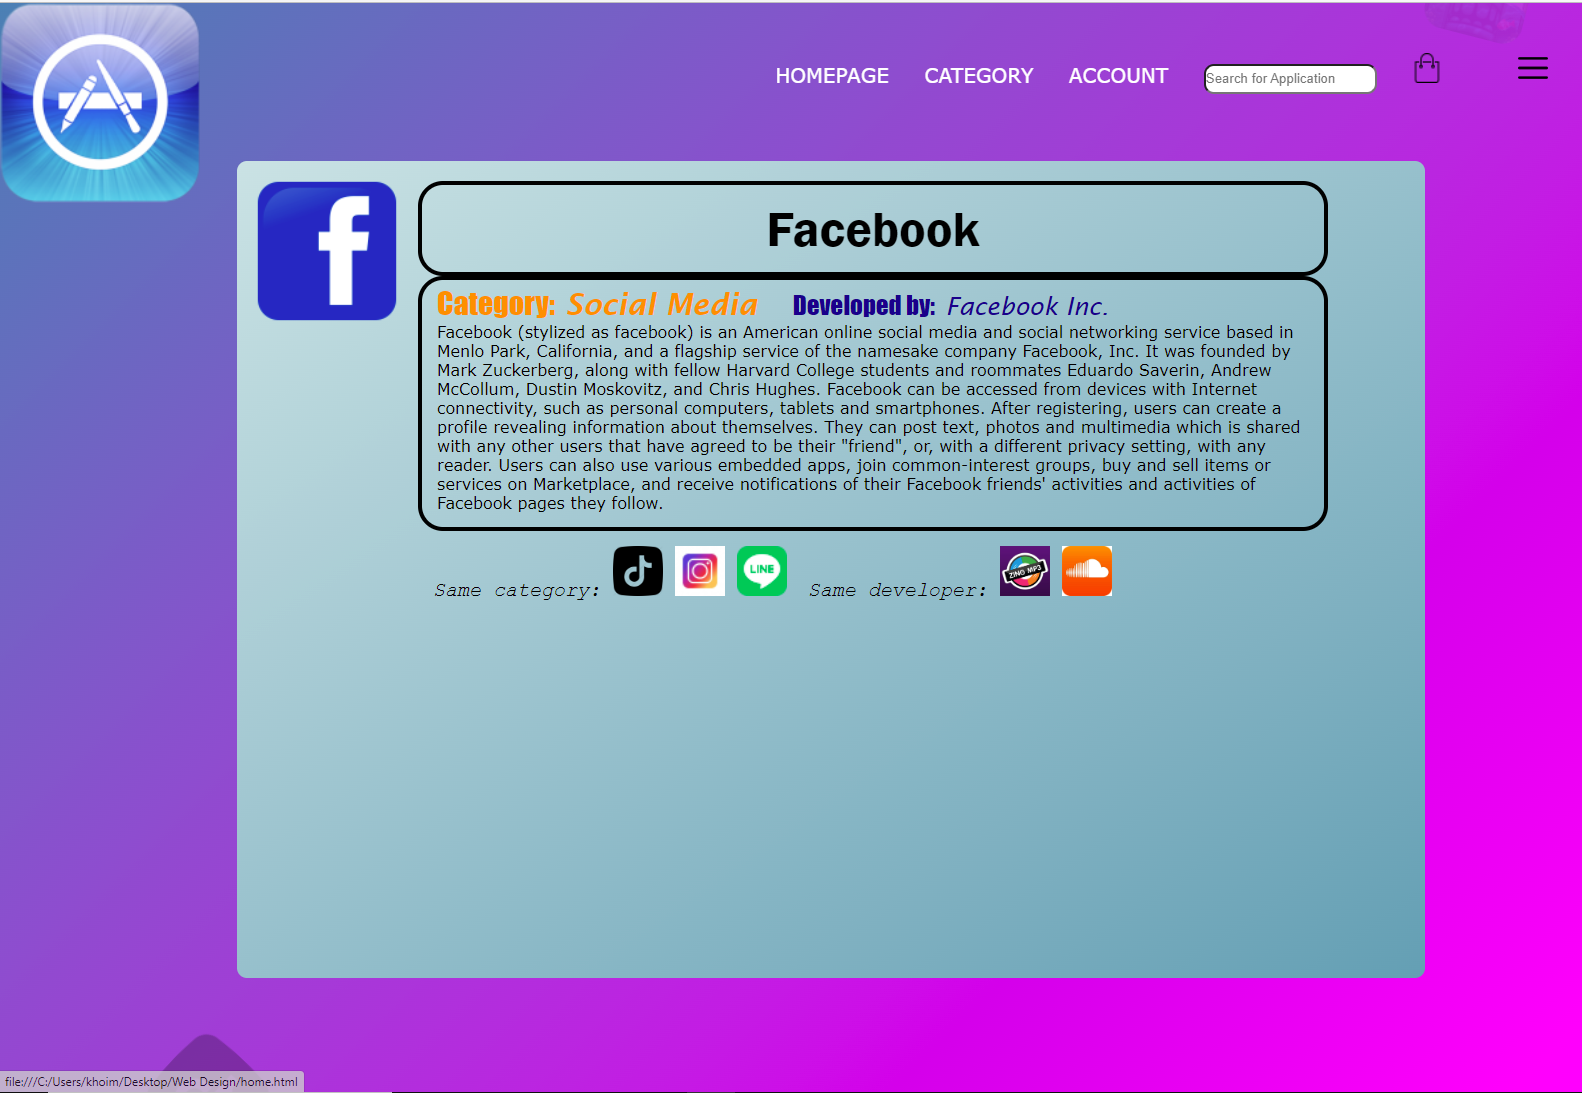 HOMEPAGE CATEGORY ACCOUNT Search for Application
f
Facebook
Category: Social Media Developed by: Facebook Inc.
Facebook (stylized as facebook) is an American online social media and social networking service based in
Menlo Park, California, and a flagship service of the namesake company Facebook, Inc. It was founded by
Mark Zuckerberg, along with fellow Harvard College students and roommates Eduardo Saverin, Andrew
McCollum, Dustin Moskovitz, and Chris Hughes. Facebook can be accessed from devices with Internet
connectivity, such as personal computers, tablets and smartphones. After registering, users can create a
profile revealing information about themselves. They can post text, photos and multimedia which is shared
with any other users that have agreed to be their "friend", or, with a different privacy setting, with any
reader. Users can also use various embedded apps, join common-interest groups, buy and sell items or
services on Marketplace, and receive notifications of their Facebook friends' activities and activities of
Facebook pages they follow.
Same category: LINE Same developer: ZING MP3
file:///C:/Users/khoim/Desktop/Web Design/home.html